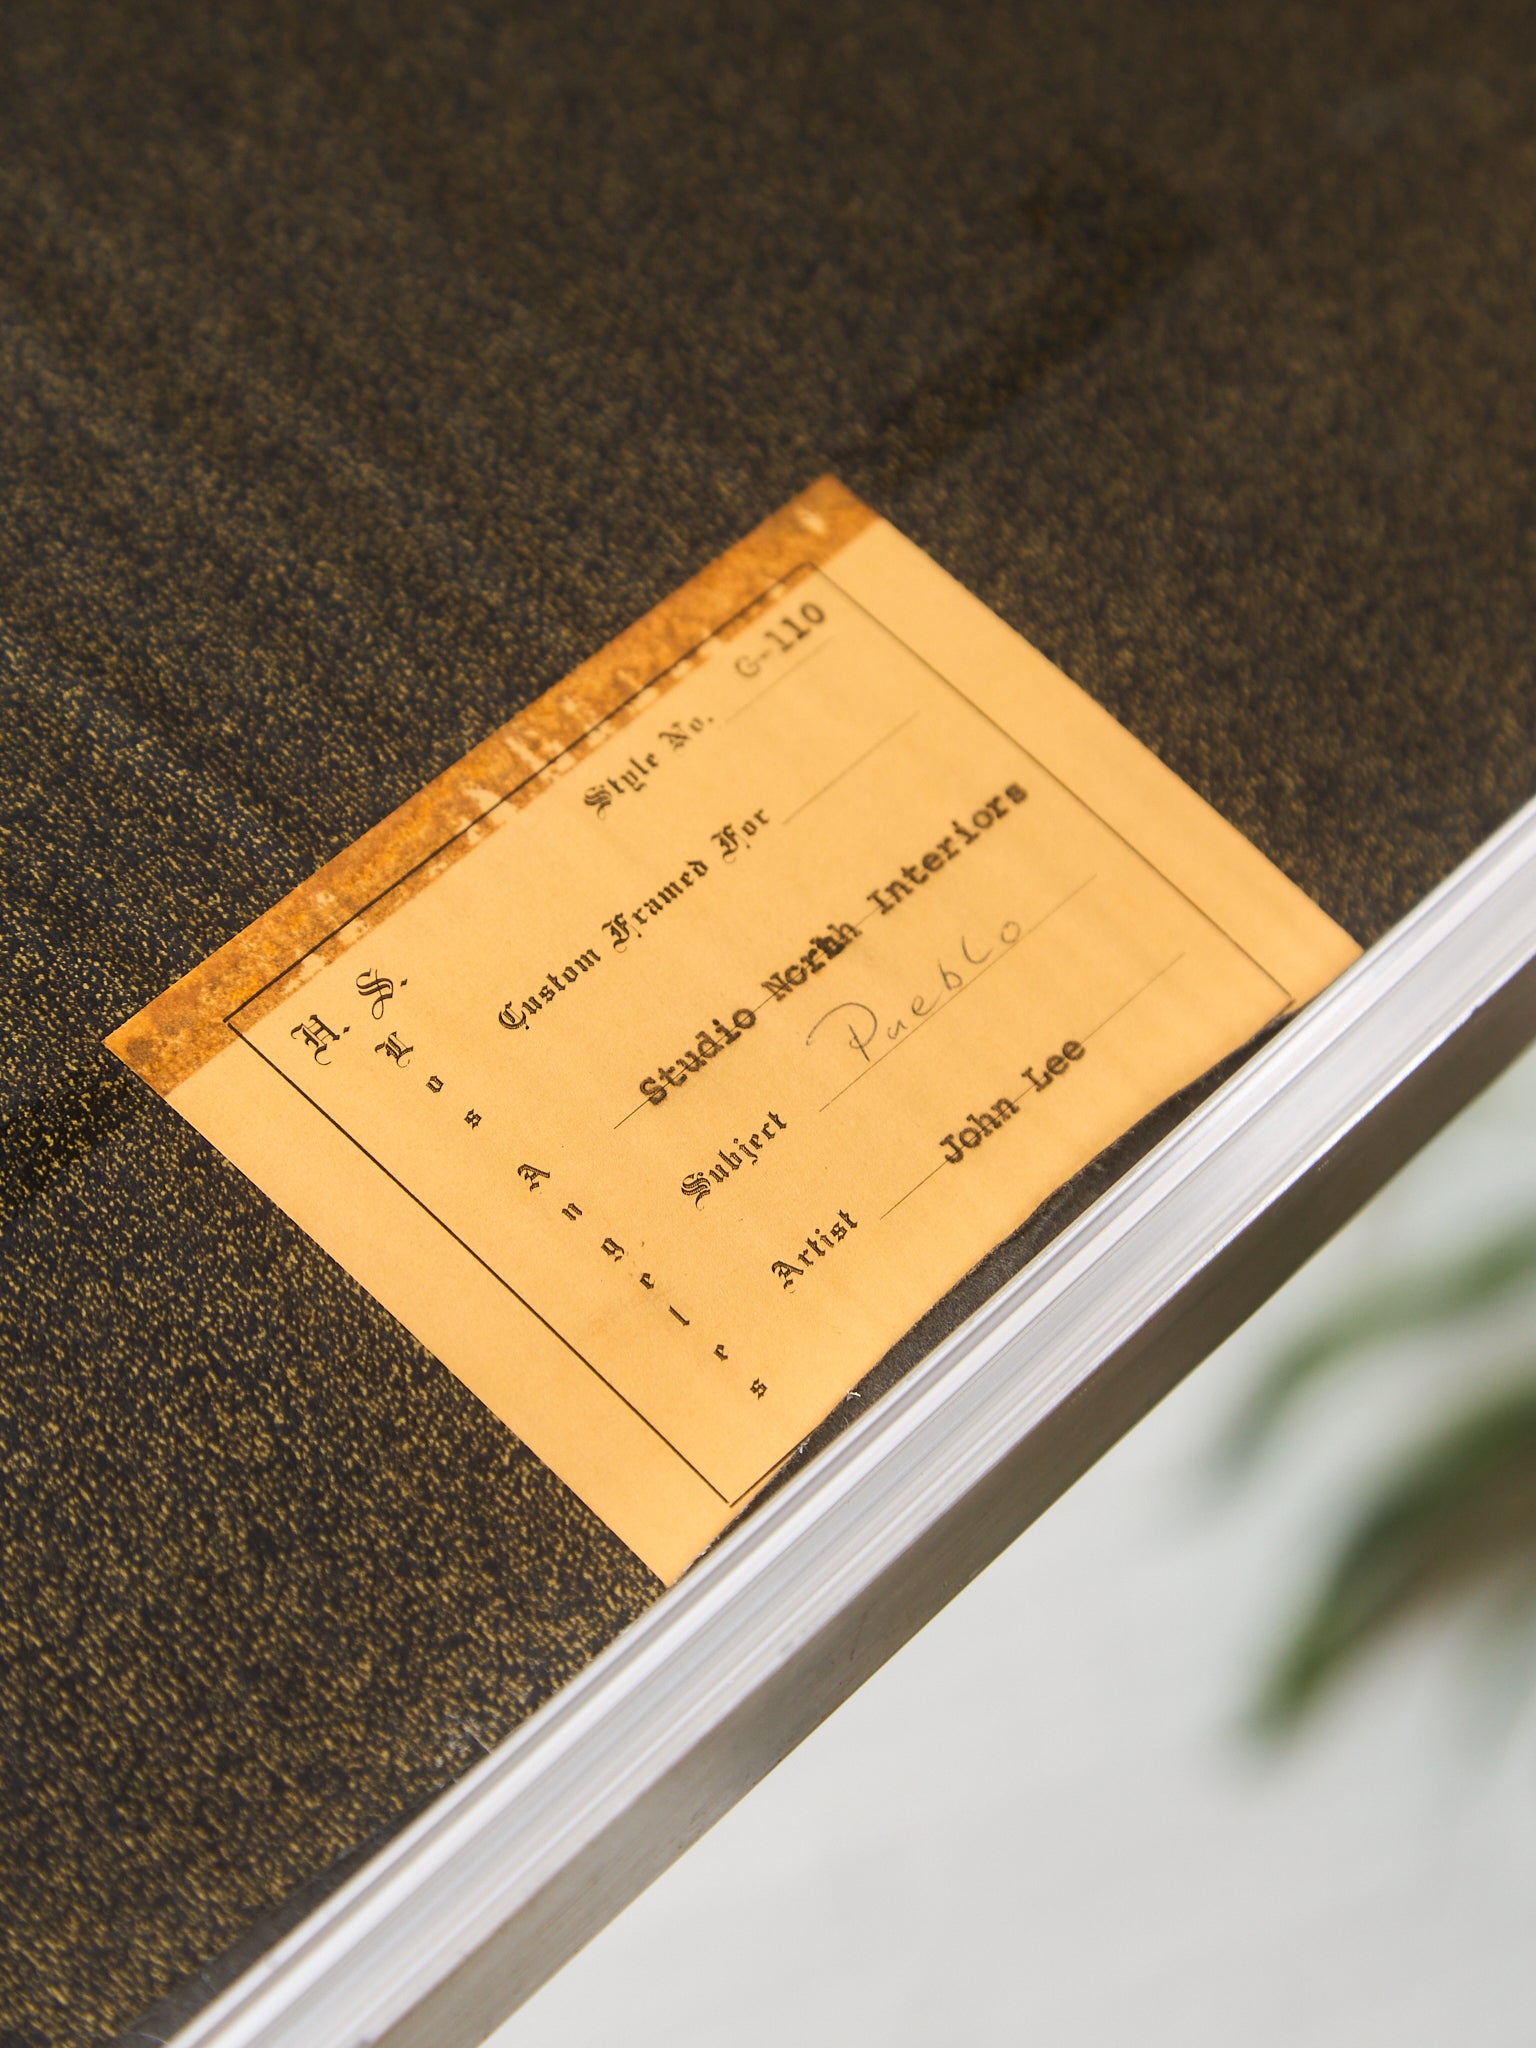 Style No. G-110
H. S. Los Angeles
Custom Framed For
Studio North Interiors
Subject Pueblo
Artist John Lee